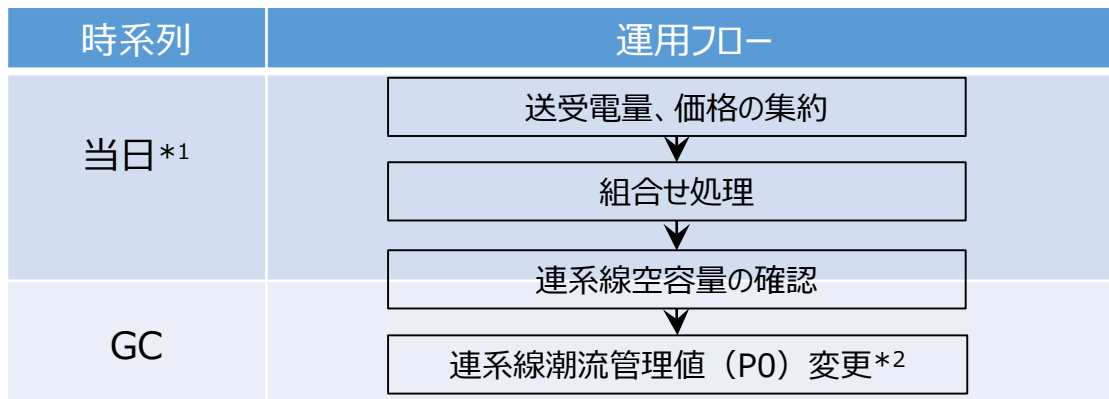 時系列 運用フロー
送受電量、価格の集約
当日*1
組合せ処理
連系線空容量の確認
GC
連系線潮流管理値（P0）変更*2